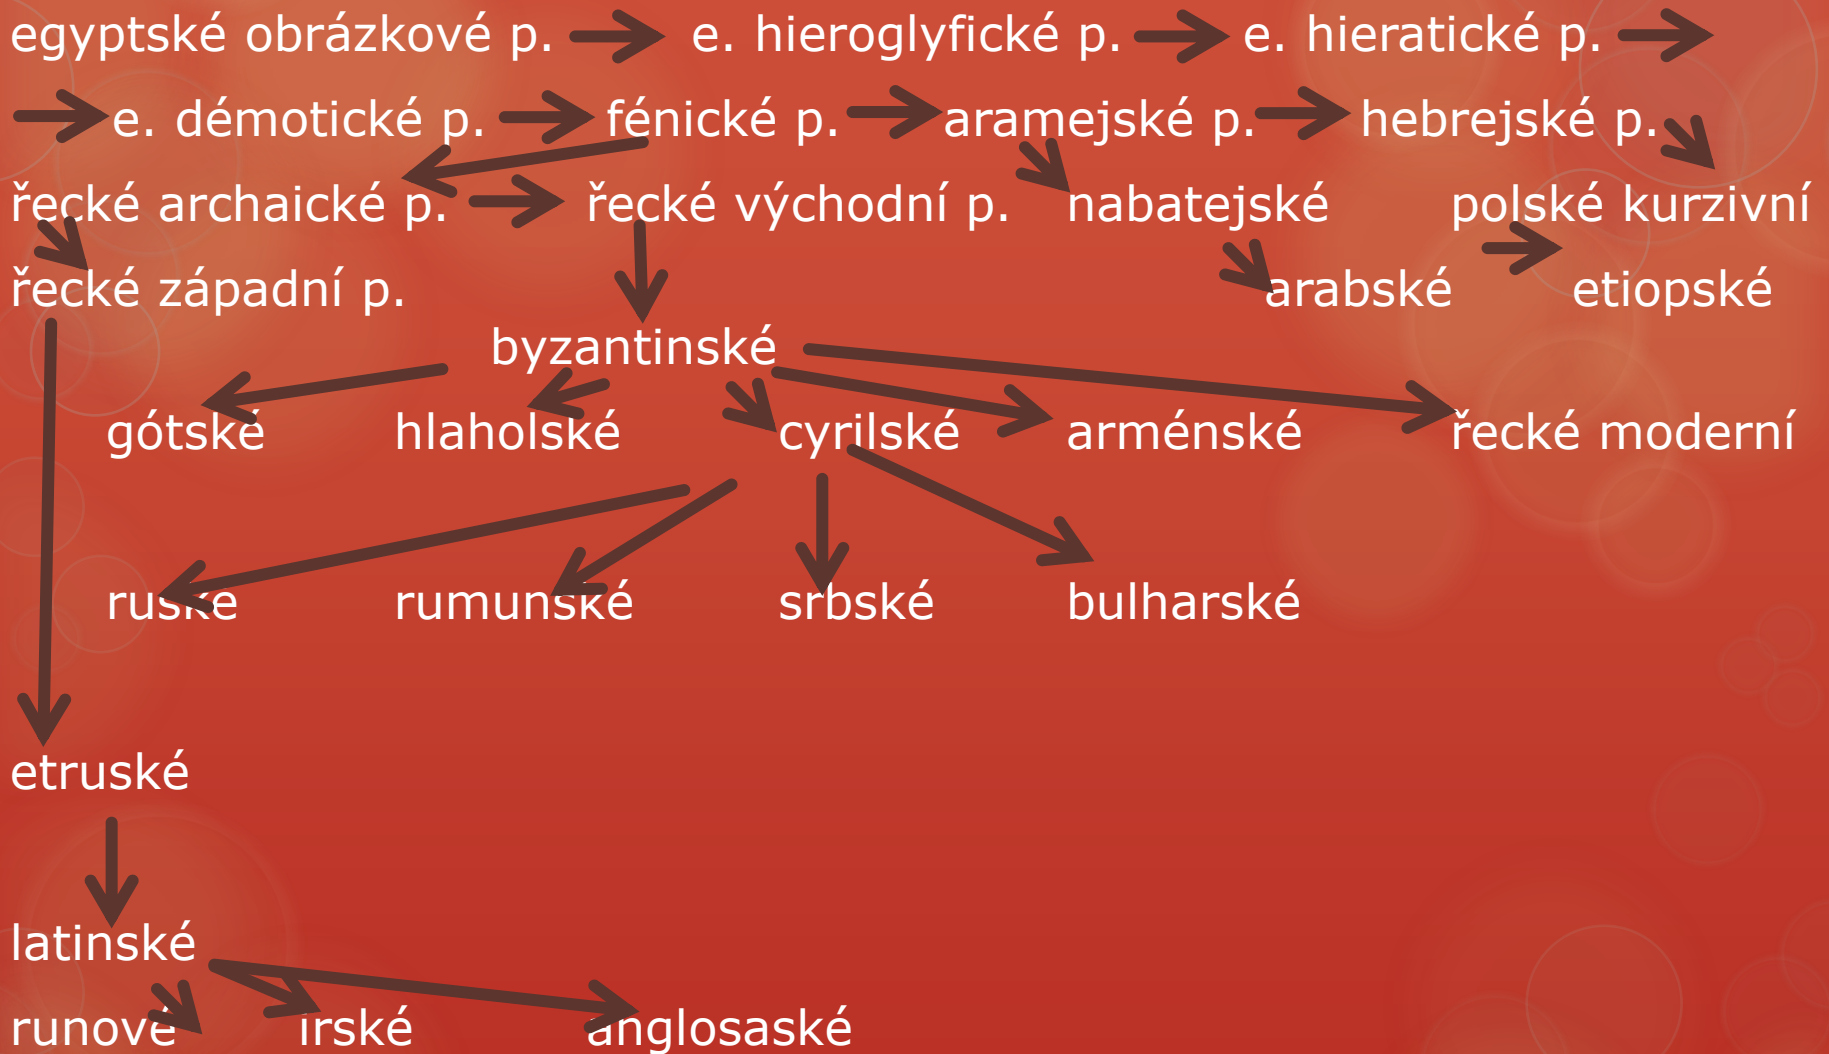 egyptské obrázkové p. e. hieroglyfické p. e. hieratické p.
e. démotické p. fénické p. aramejské p. hebrejské p.
řecké archaické p. řecké východní p. nabatejské polské kurzivní
řecké západní p. arabské etiopské
byzantinské
gótské hlaholské cyrilské arménské řecké moderní
ruské rumunské srbské bulharské
etruské
latinské
runové irské anglosaské